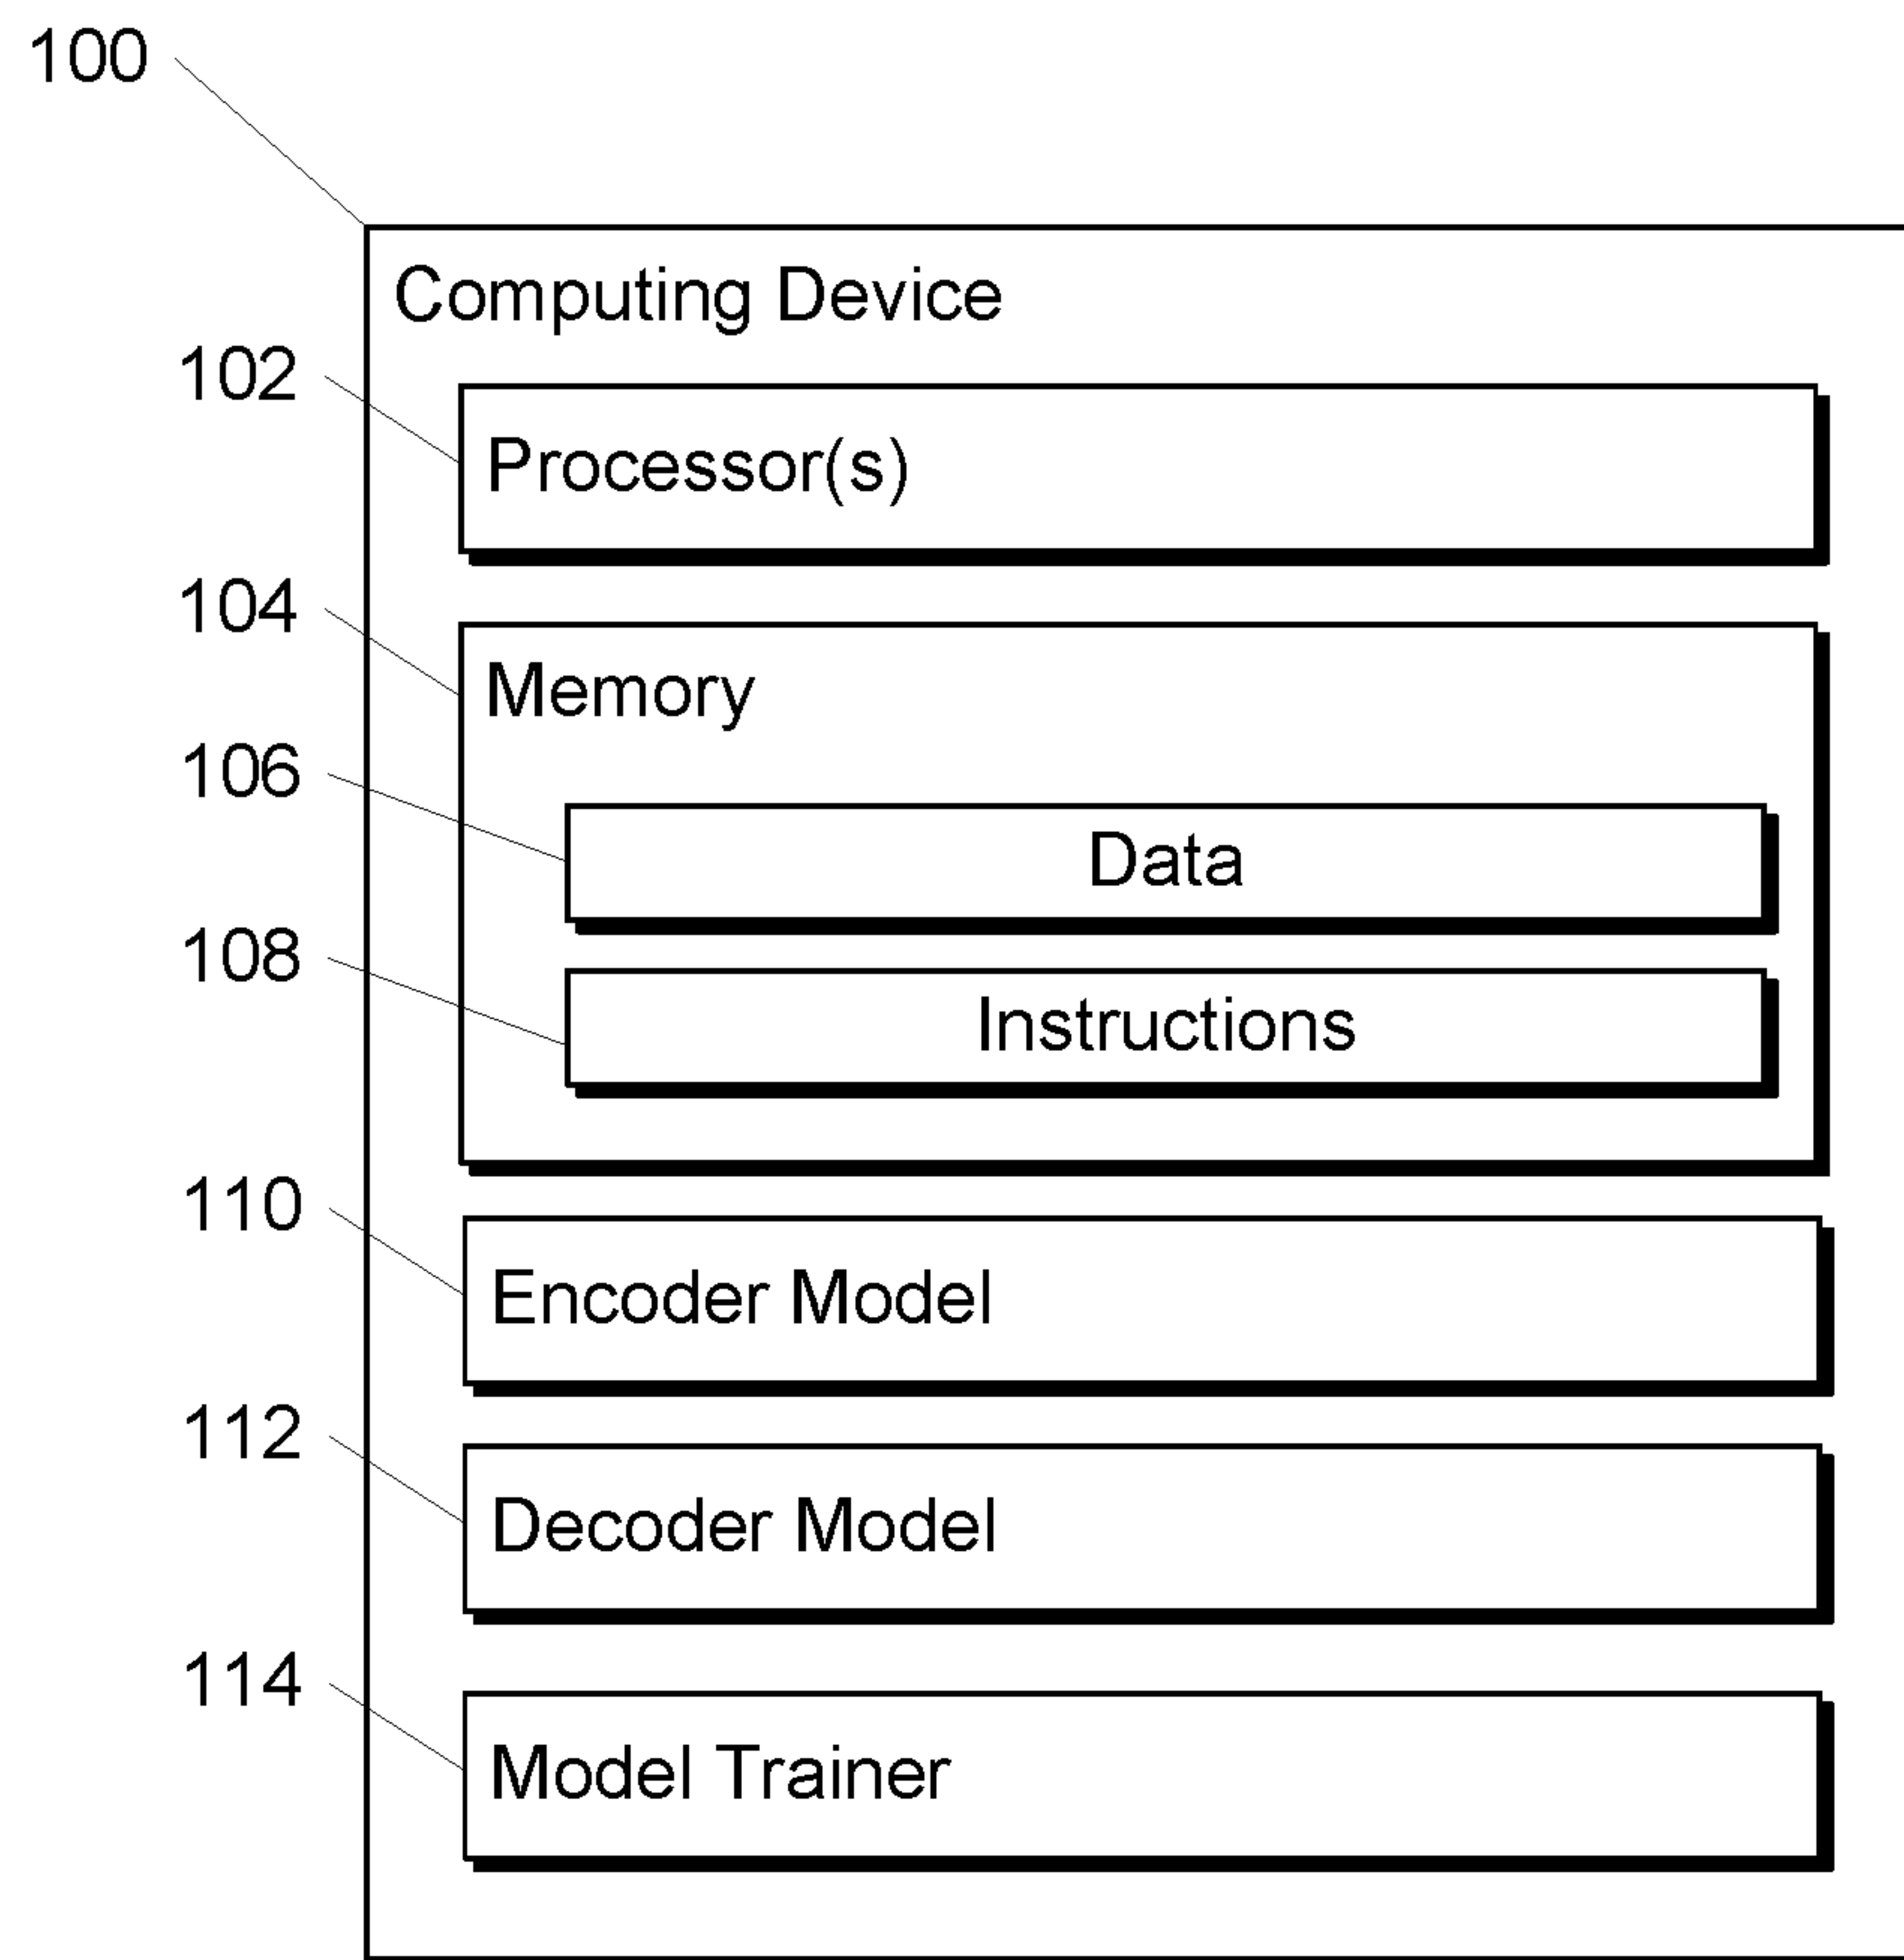 100
Computing Device
102
Processor(s)
104
Memory
106
Data
108
Instructions
110
Encoder Model
112
Decoder Model
114
Model Trainer